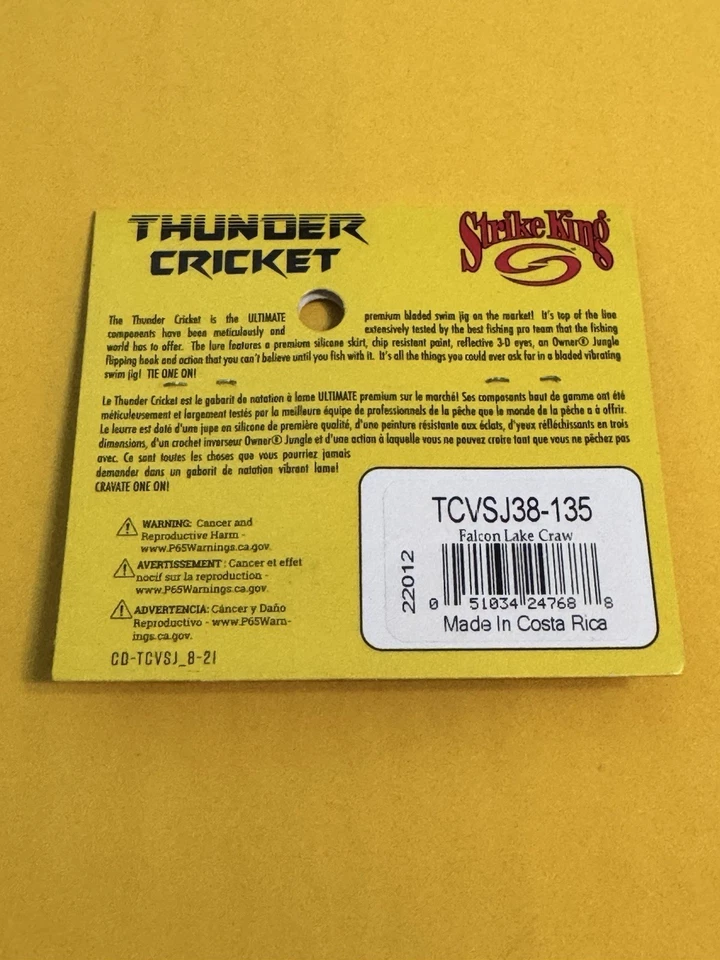 THUNDER
CRICKET
Strike King
The Thunder Cricket is the ULTIMATE premium bladed swim jig on the market! It's top of the line
components have been meticulously and extensively tested by the best fishing pro team that the fishing
world has to offer. The lure features a premium silicone skirt, chip resistant paint, reflective 3-D eyes, an Owner® Jungle
flipping hook and action that you can't believe until you fish with it. It's all the things you could ever ask for in a bladed vibrating
swim jig! TIE ONE ON!
Le Thunder Cricket est le gabarit de natation à lame ULTIMATE premium sur le marché! Ses composants haut de gamme ont été
méticuleusement et largement testés par la meilleure équipe de professionnels de la pêche que le monde de la pêche a à offrir.
Le leurre est doté d'une jupe en silicone de première qualité, d'une peinture résistante aux éclats, d'yeux réfléchissants en trois
dimensions, d'un crochet inverseur Owner® Jungle et d'une action à laquelle vous ne pouvez croire tant que vous ne pêchez pas
avec. Ce sont toutes les choses que vous pourriez jamais
demander dans un gabarit de natation vibrant lame!
CRAVATE ONE ON!
WARNING: Cancer and
Reproductive Harm -
www.P65Warnings.ca.gov.
AVERTISSEMENT : Cancer et effet
nocif sur la reproduction -
www.P65Warnings.ca.gov.
ADVERTENCIA: Cáncer y Daño
Reproductivo - www.P65Warn-
ings.ca.gov.
CD-TCVSJ_8-21
TCVSJ38-135
Falcon Lake Craw
22012
0 51034 24768 8
Made In Costa Rica